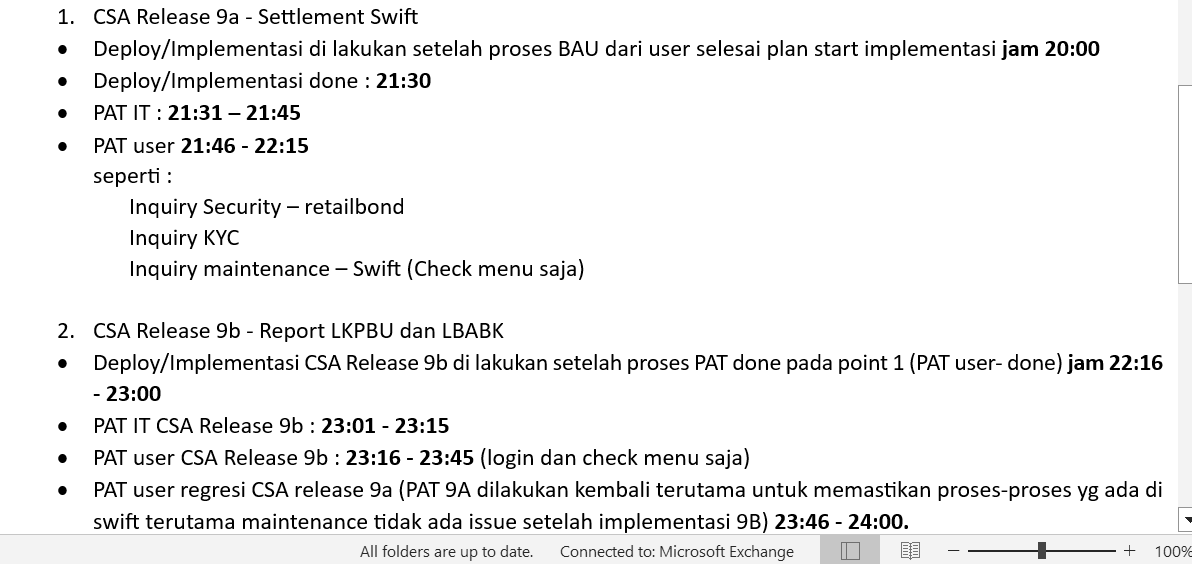 1. CSA Release 9a - Settlement Swift
• Deploy/Implementasi di lakukan setelah proses BAU dari user selesai plan start implementasi jam 20:00
• Deploy/Implementasi done : 21:30
• PAT IT : 21:31 – 21:45
• PAT user 21:46 - 22:15
seperti :
Inquiry Security – retailbond
Inquiry KYC
Inquiry maintenance – Swift (Check menu saja)
2. CSA Release 9b - Report LKPBU dan LBABK
• Deploy/Implementasi CSA Release 9b di lakukan setelah proses PAT done pada point 1 (PAT user- done) jam 22:16
- 23:00
• PAT IT CSA Release 9b : 23:01 - 23:15
• PAT user CSA Release 9b : 23:16 - 23:45 (login dan check menu saja)
• PAT user regresi CSA release 9a (PAT 9A dilakukan kembali terutama untuk memastikan proses-proses yg ada di
swift terutama maintenance tidak ada issue setelah implementasi 9B) 23:46 - 24:00.
All folders are up to date. Connected to: Microsoft Exchange 100%